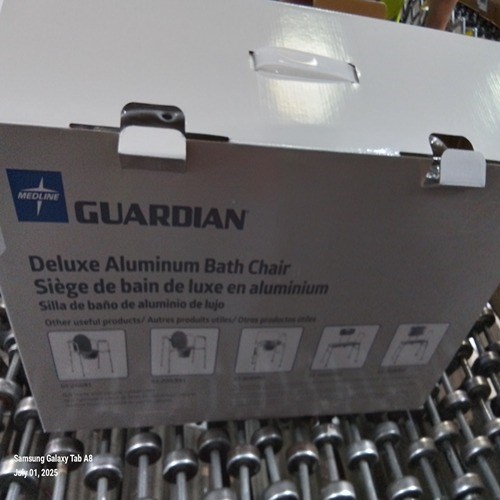 MEDLINE
GUARDIAN
Deluxe Aluminum Bath Chair
Siège de bain de luxe en aluminium
Silla de baño de aluminio de lujo
Other useful products/ Autres produits utiles/ Otros productos útiles
Samsung Galaxy Tab A8
July 01, 2025